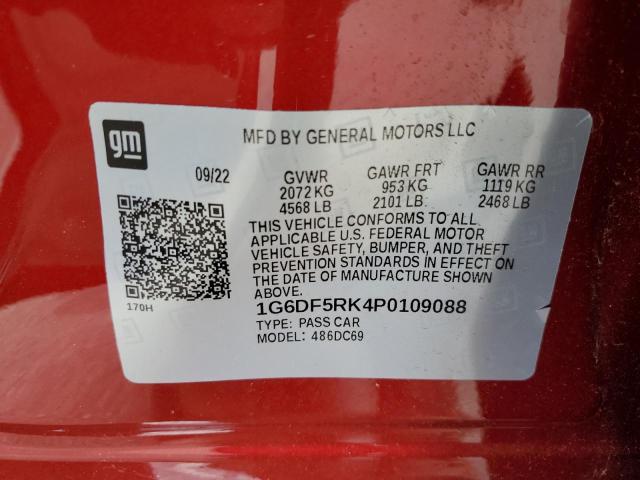 gm
MFD BY GENERAL MOTORS LLC
09/22 GVWR GAWR FRT GAWR RR
2072 KG 953 KG 1119 KG
4568 LB 2101 LB 2468 LB
THIS VEHICLE CONFORMS TO ALL
APPLICABLE U.S. FEDERAL MOTOR
VEHICLE SAFETY, BUMPER, AND THEFT
PREVENTION STANDARDS IN EFFECT ON
THE DATE OF MANUFACTURE SHOWN
ABOVE.
170H
1G6DF5RK4P0109088
TYPE: PASS CAR
MODEL: 486DC69